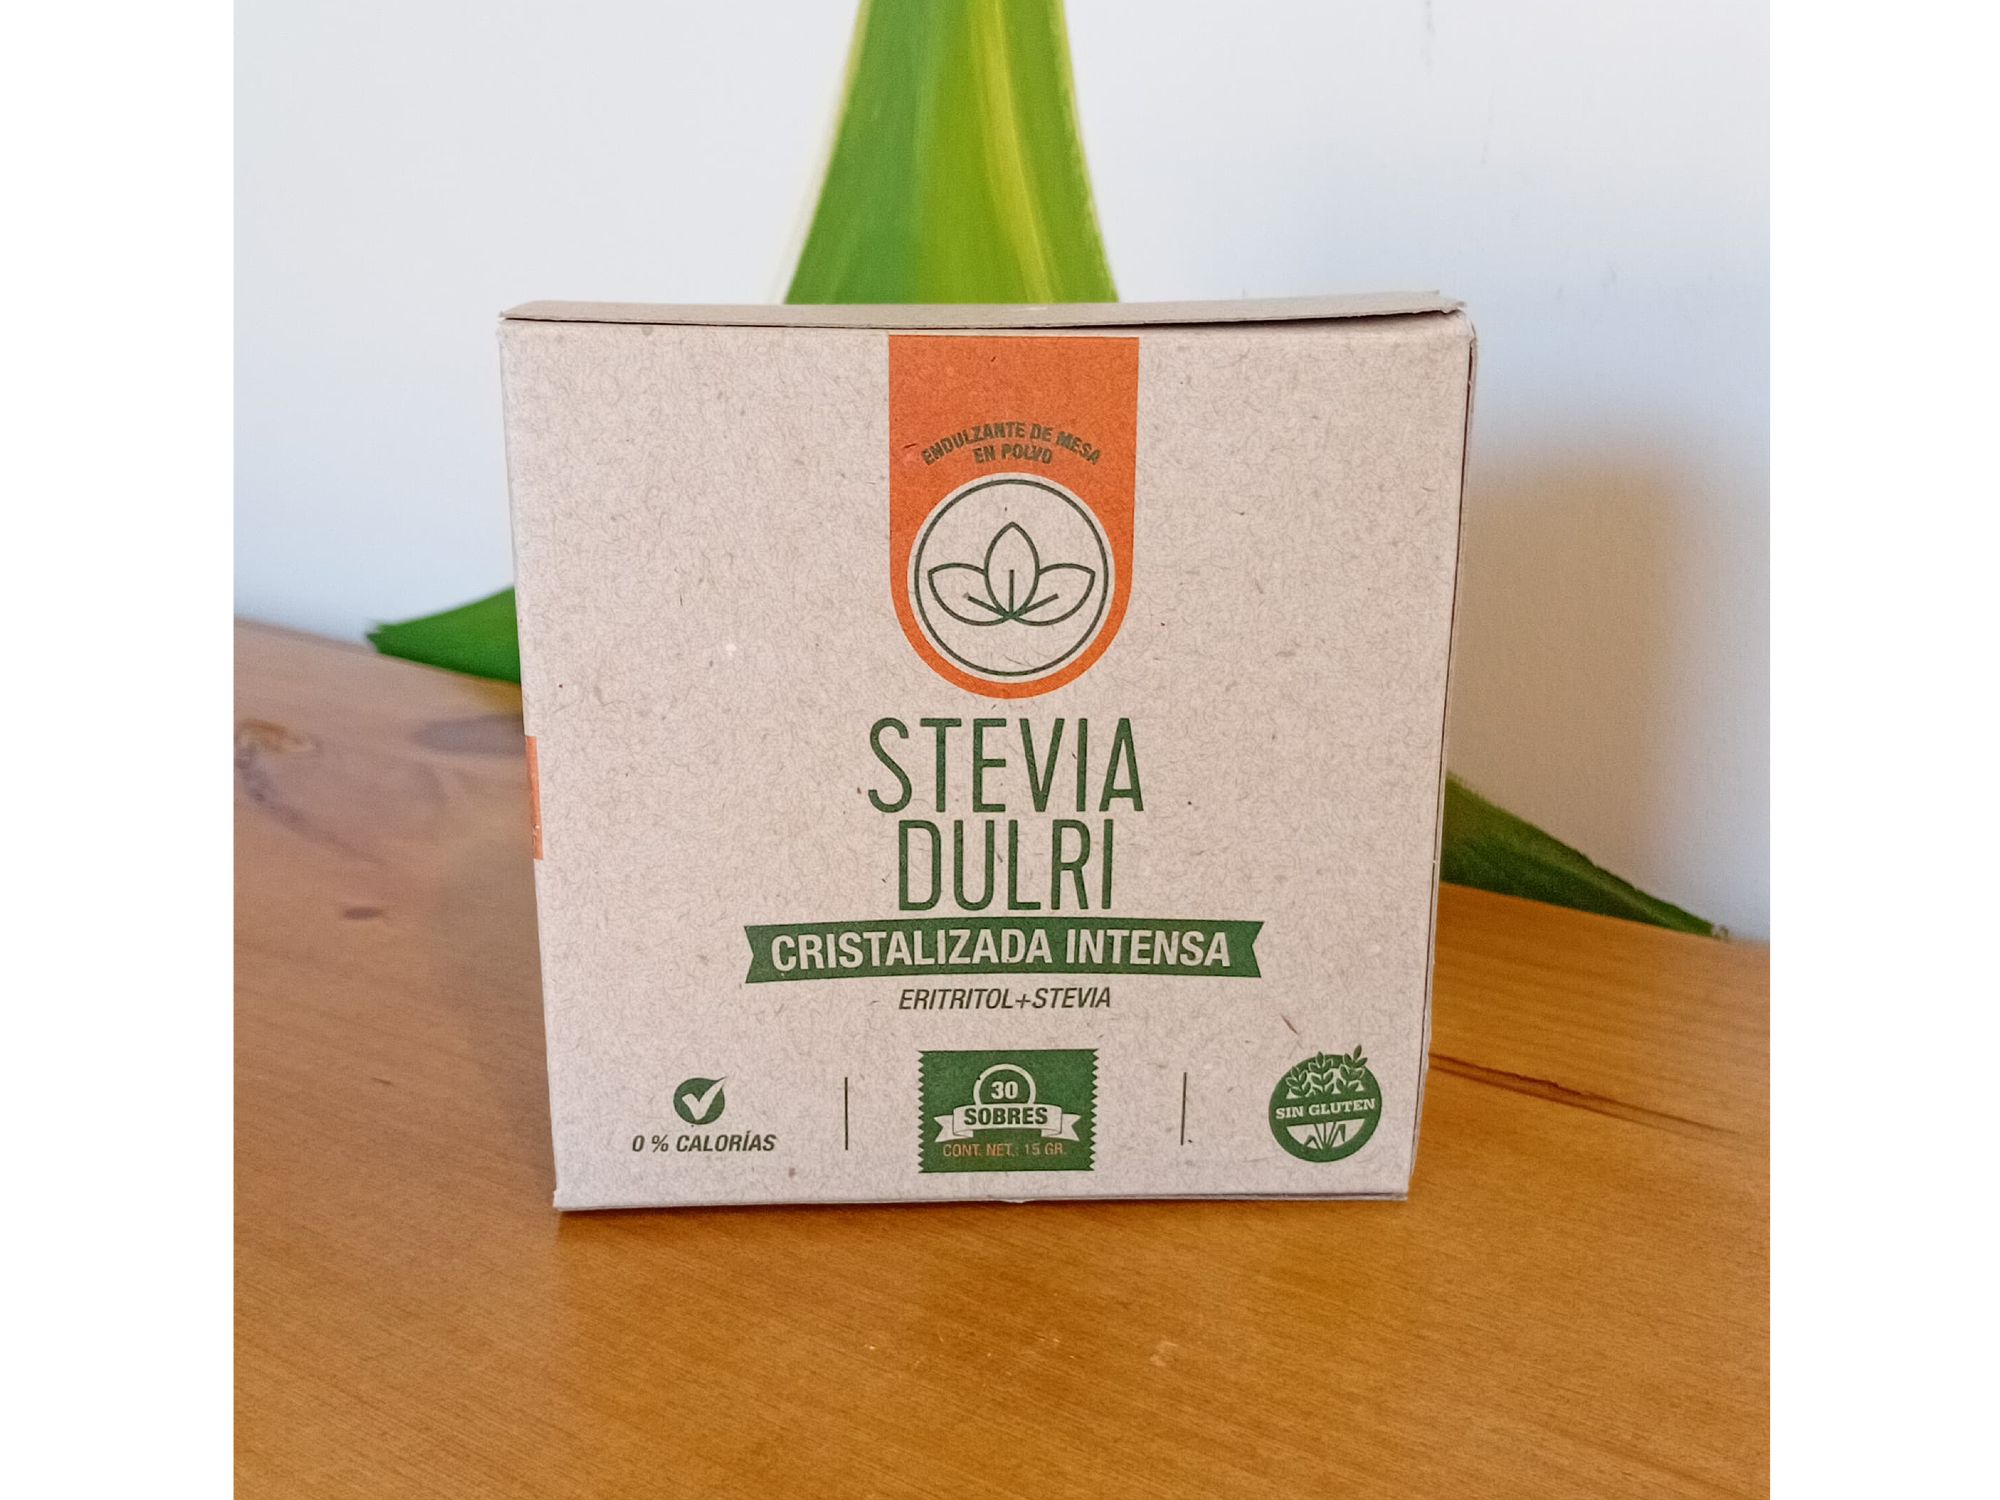 ENDULZANTE DE MESA
EN POLVO
STEVIA
DULRI
CRISTALIZADA INTENSA
ERITRITOL+STEVIA
0 % CALORÍAS
30
SOBRES
CONT. NET.: 15 GR.
SIN GLUTEN